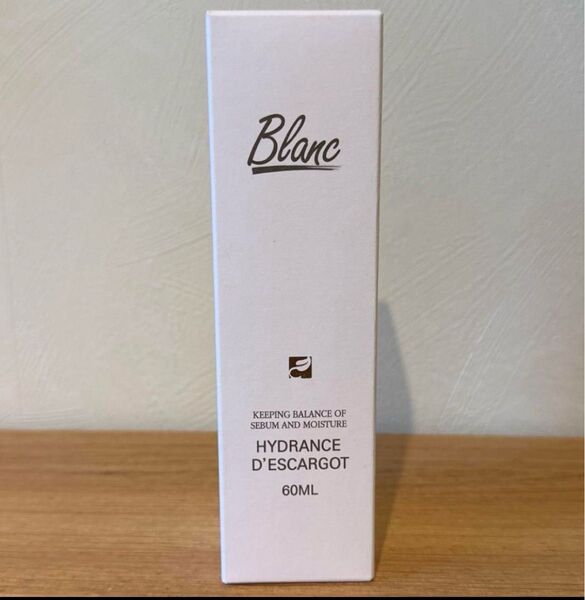 Blanc
KEEPING BALANCE OF
SEBUM AND MOISTURE
HYDRANCE
D'ESCARGOT
60ML